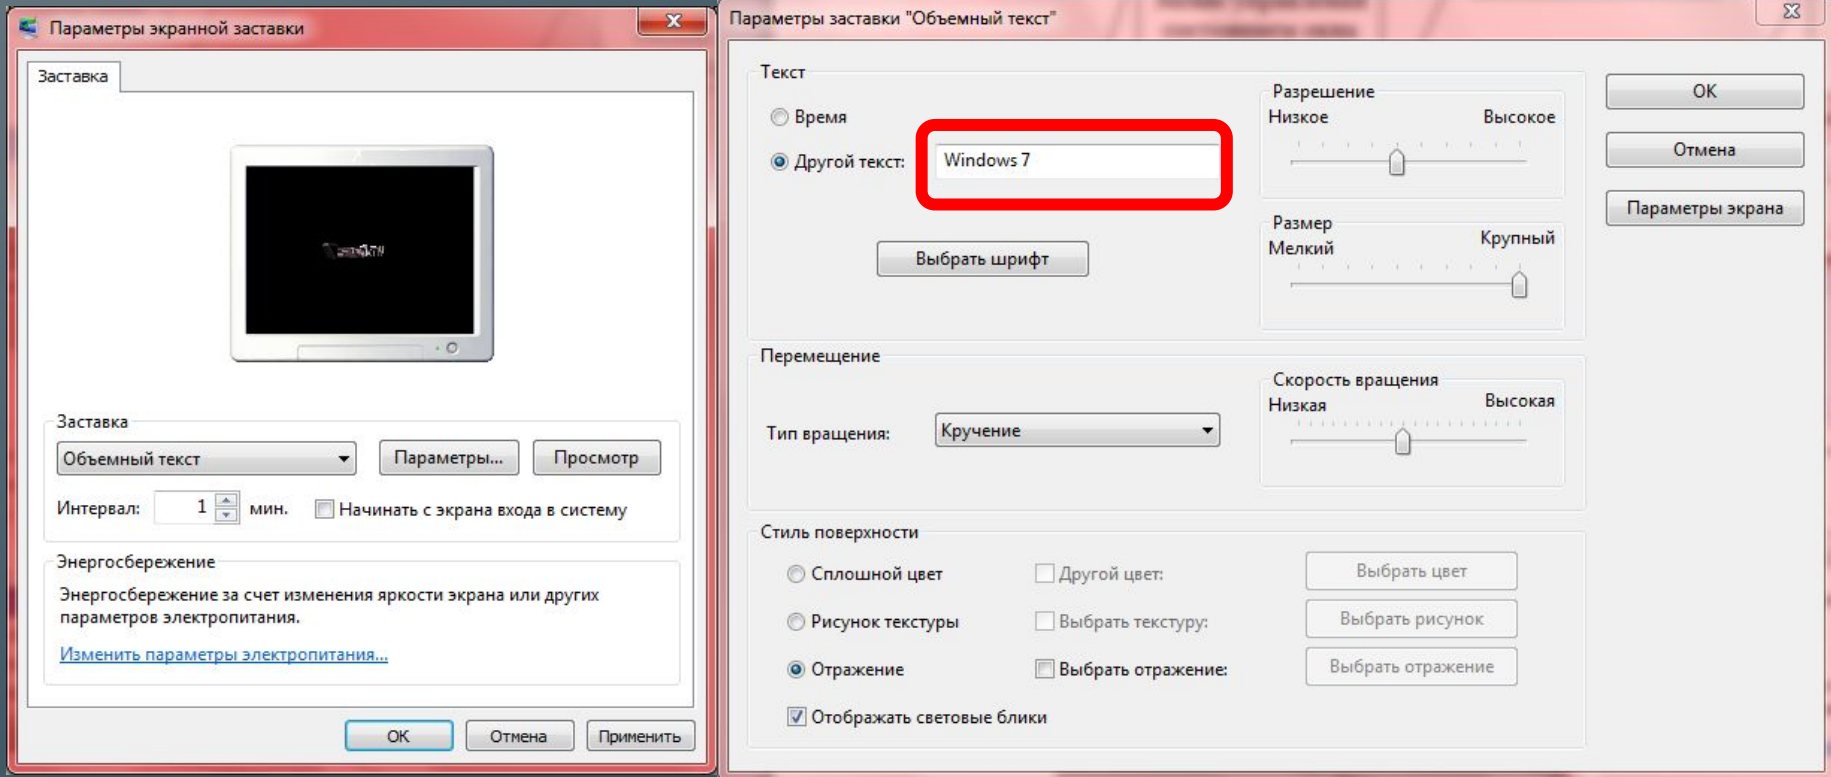 Параметры экранной заставки
Заставка
Заставка
Объемный текст
Параметры...
Просмотр
Интервал:
1
мин.
Начинать с экрана входа в систему
Энергосбережение
Энергосбережение за счет изменения яркости экрана или других
параметров электропитания.
Изменить параметры электропитания...
ОК
Отмена
Применить
Параметры заставки "Объемный текст"
Текст
Время
Другой текст:
Windows 7
Выбрать шрифт
Разрешение
Низкое
Высокое
Размер
Мелкий
Крупный
ОК
Отмена
Параметры экрана
Перемещение
Тип вращения:
Кручение
Скорость вращения
Низкая
Высокая
Стиль поверхности
Сплошной цвет
Другой цвет:
Выбрать цвет
Рисунок текстуры
Выбрать текстуру:
Выбрать рисунок
Отражение
Выбрать отражение:
Выбрать отражение
Отображать световые блики